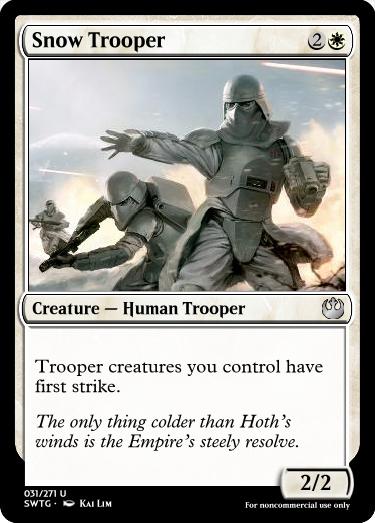 Snow Trooper 2
Creature — Human Trooper
Trooper creatures you control have
first strike.
The only thing colder than Hoth's
winds is the Empire's steely resolve.
2/2
031/271 U
SWTG · Kai Lim
For noncommercial use only